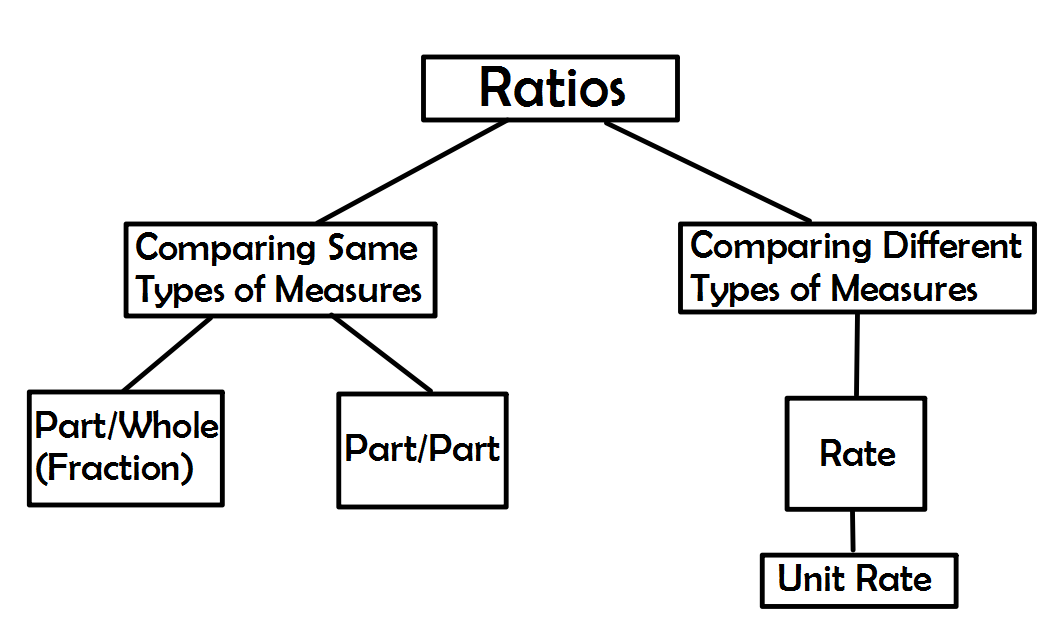 Ratios
Comparing Same
Types of Measures
Comparing Different
Types of Measures
Part/Whole
(Fraction)
Part/Part
Rate
Unit Rate